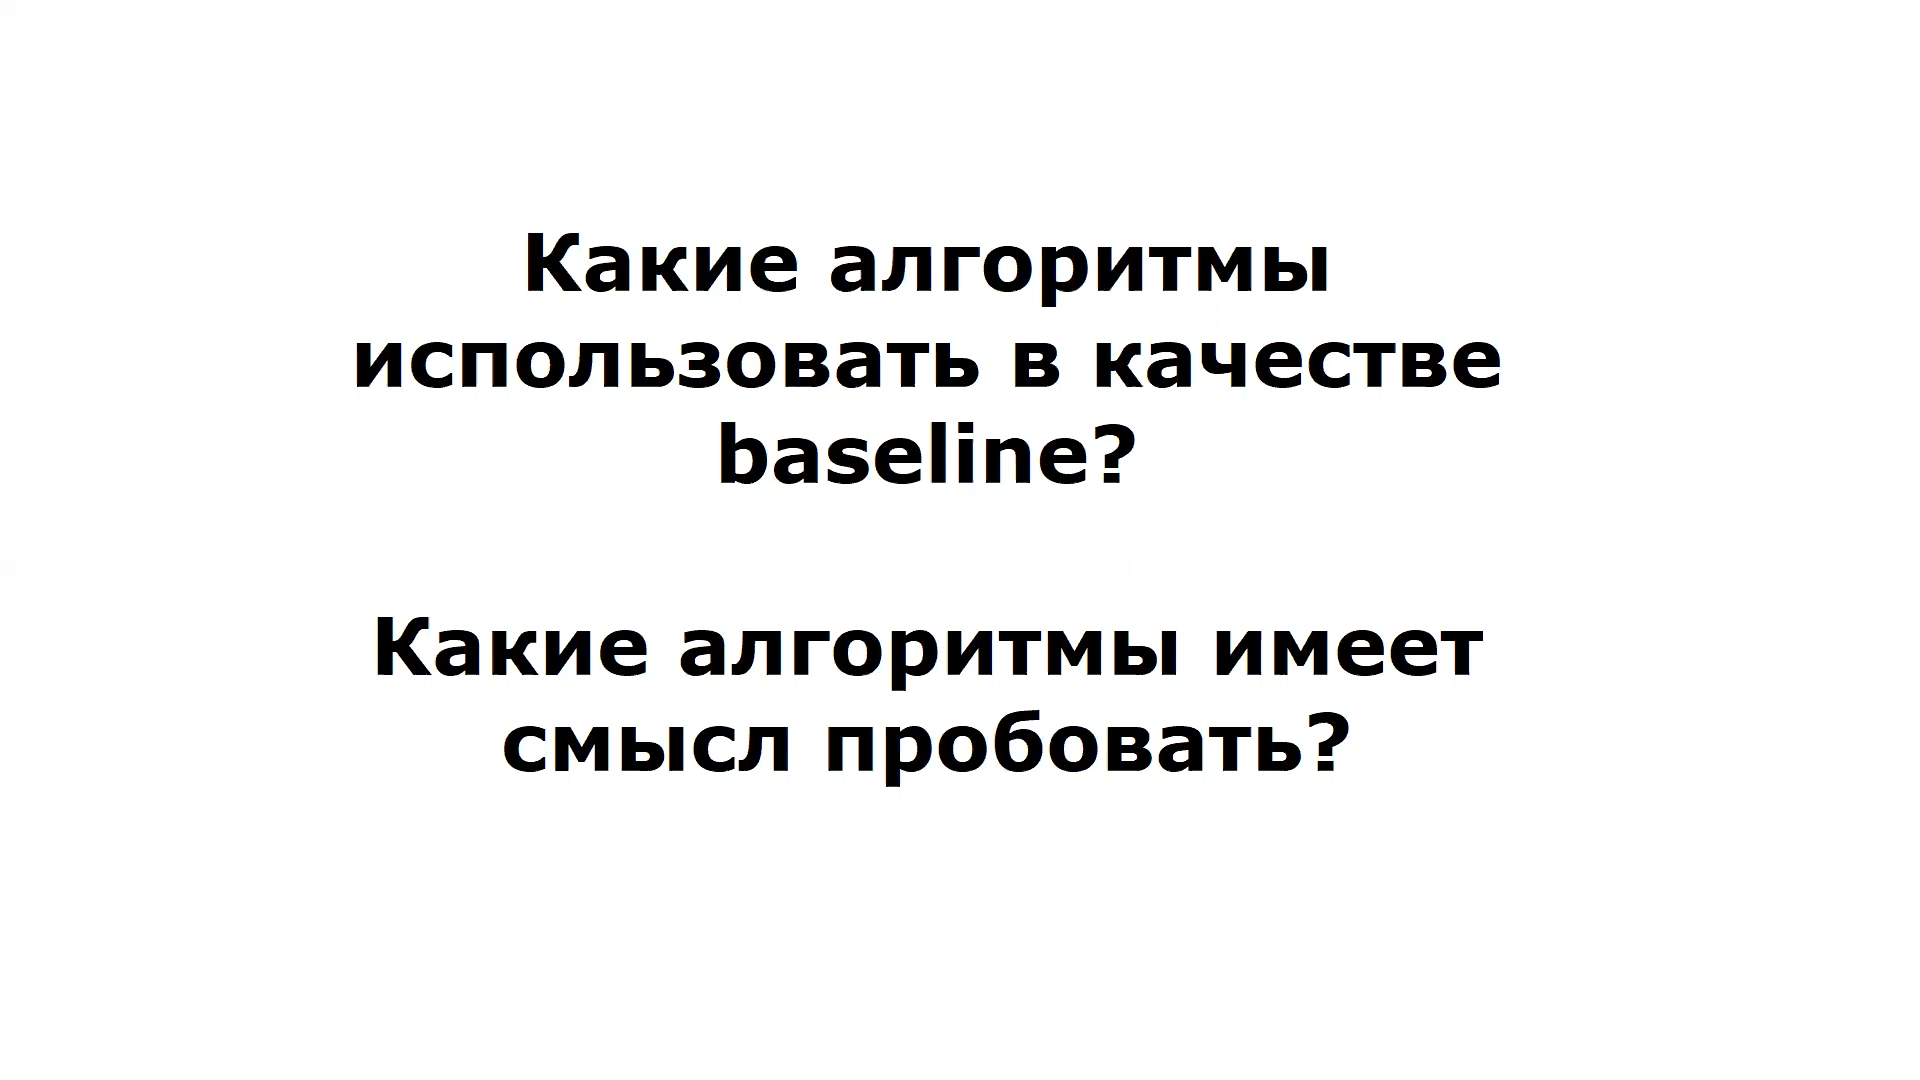 Какие алгоритмы
использовать в качестве
baseline?
Какие алгоритмы имеет
смысл пробовать?